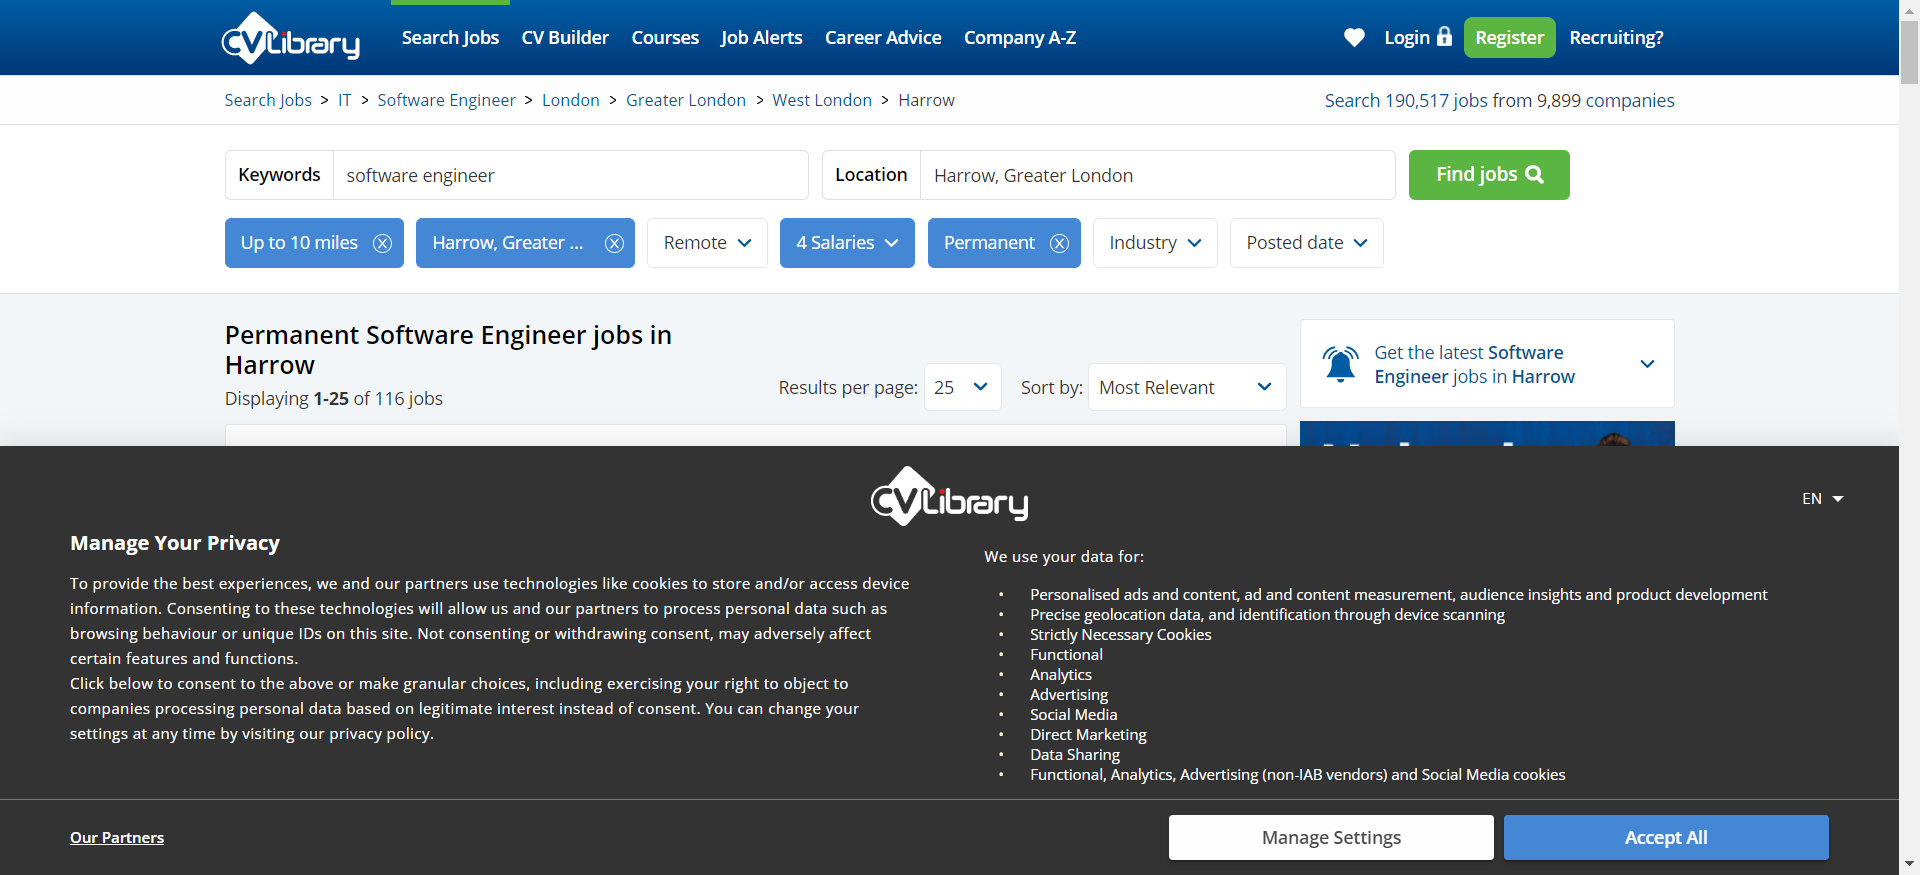 CVLibrary Search Jobs CV Builder Courses Job Alerts Career Advice Company A-Z Login Register Recruiting?
Search Jobs > IT > Software Engineer > London > Greater London > West London > Harrow Search 190,517 jobs from 9,899 companies
Keywords software engineer Location Harrow, Greater London Find jobs
Up to 10 miles Harrow, Greater ... Remote 4 Salaries Permanent Industry Posted date
Permanent Software Engineer jobs in
Harrow
Displaying 1-25 of 116 jobs
Results per page: 25 Sort by: Most Relevant
Get the latest Software
Engineer jobs in Harrow
CVLibrary
EN
Manage Your Privacy
To provide the best experiences, we and our partners use technologies like cookies to store and/or access device
information. Consenting to these technologies will allow us and our partners to process personal data such as
browsing behaviour or unique IDs on this site. Not consenting or withdrawing consent, may adversely affect
certain features and functions.
Click below to consent to the above or make granular choices, including exercising your right to object to
companies processing personal data based on legitimate interest instead of consent. You can change your
settings at any time by visiting our privacy policy.
We use your data for:
• Personalised ads and content, ad and content measurement, audience insights and product development
• Precise geolocation data, and identification through device scanning
• Strictly Necessary Cookies
• Functional
• Analytics
• Advertising
• Social Media
• Direct Marketing
• Data Sharing
• Functional, Analytics, Advertising (non-IAB vendors) and Social Media cookies
Our Partners Manage Settings Accept All